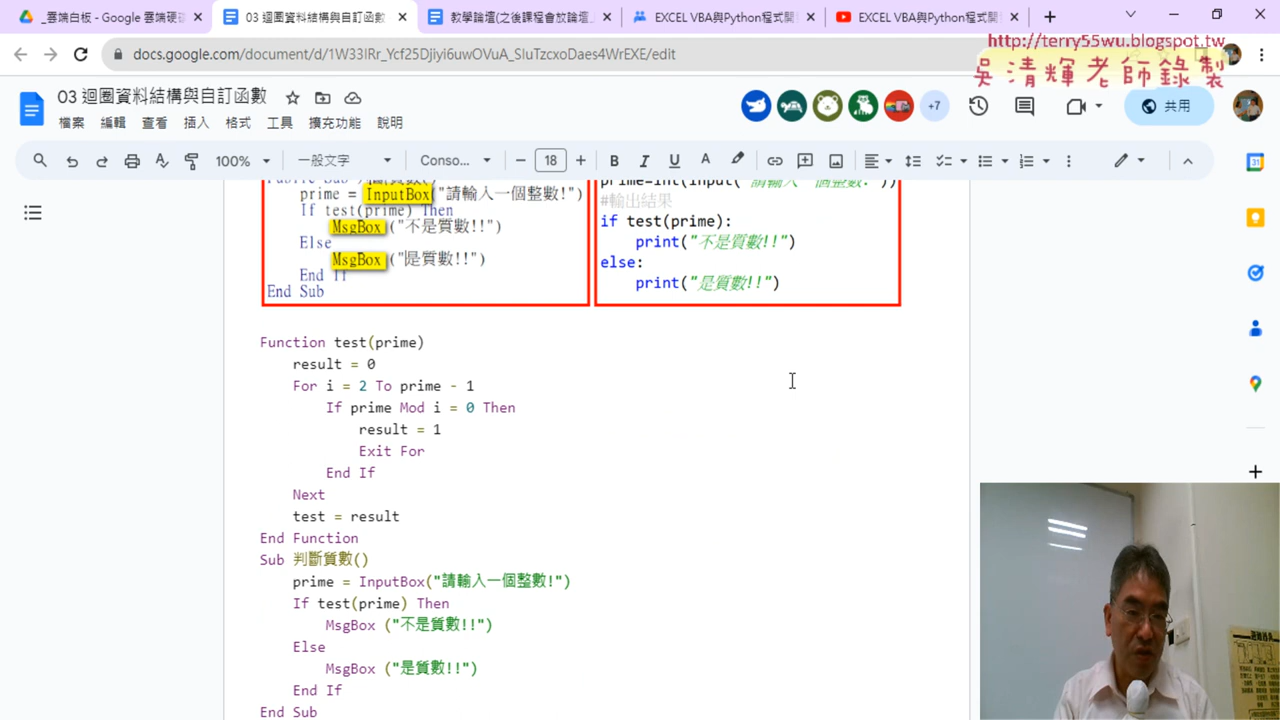 _雲端白板 - Google 雲端硬碟
03 迴圈資料結構與自訂函數
教學論壇(之後課程會放論壇
EXCEL VBA與Python程式開
EXCEL VBA與Python程式開
docs.google.com/document/d/1W33IRr_Ycf25Djiyi6uwOVuA_SluTzcxoDaes4WrEXE/edit
http://terry55wu.blogspot.tw
吳清輝老師錄製
03 迴圈資料結構與自訂函數
+7
共用
檔案 編輯 查看 插入 格式 工具 擴充功能 說明
100% 一般文字 Conso... 18
prime = InputBox("請輸入一個整數!")
If test(prime) Then
MsgBox ("不是質數!!")
Else
MsgBox ("是質數!!")
End If
End Sub
prime=int(input("請輸入一個整數:"))
#輸出結果
if test(prime):
print("不是質數!!")
else:
print("是質數!!")
Function test(prime)
result = 0
For i = 2 To prime - 1
If prime Mod i = 0 Then
result = 1
Exit For
End If
Next
test = result
End Function
Sub 判斷質數()
prime = InputBox("請輸入一個整數!")
If test(prime) Then
MsgBox ("不是質數!!")
Else
MsgBox ("是質數!!")
End If
End Sub